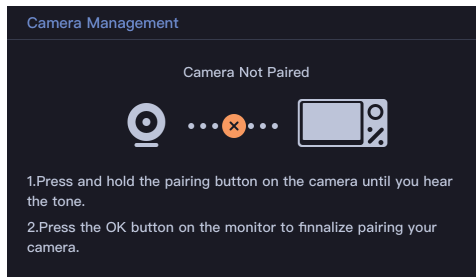 Camera Management
Camera Not Paired
1.Press and hold the pairing button on the camera until you hear
the tone.
2.Press the OK button on the monitor to finnalize pairing your
camera.